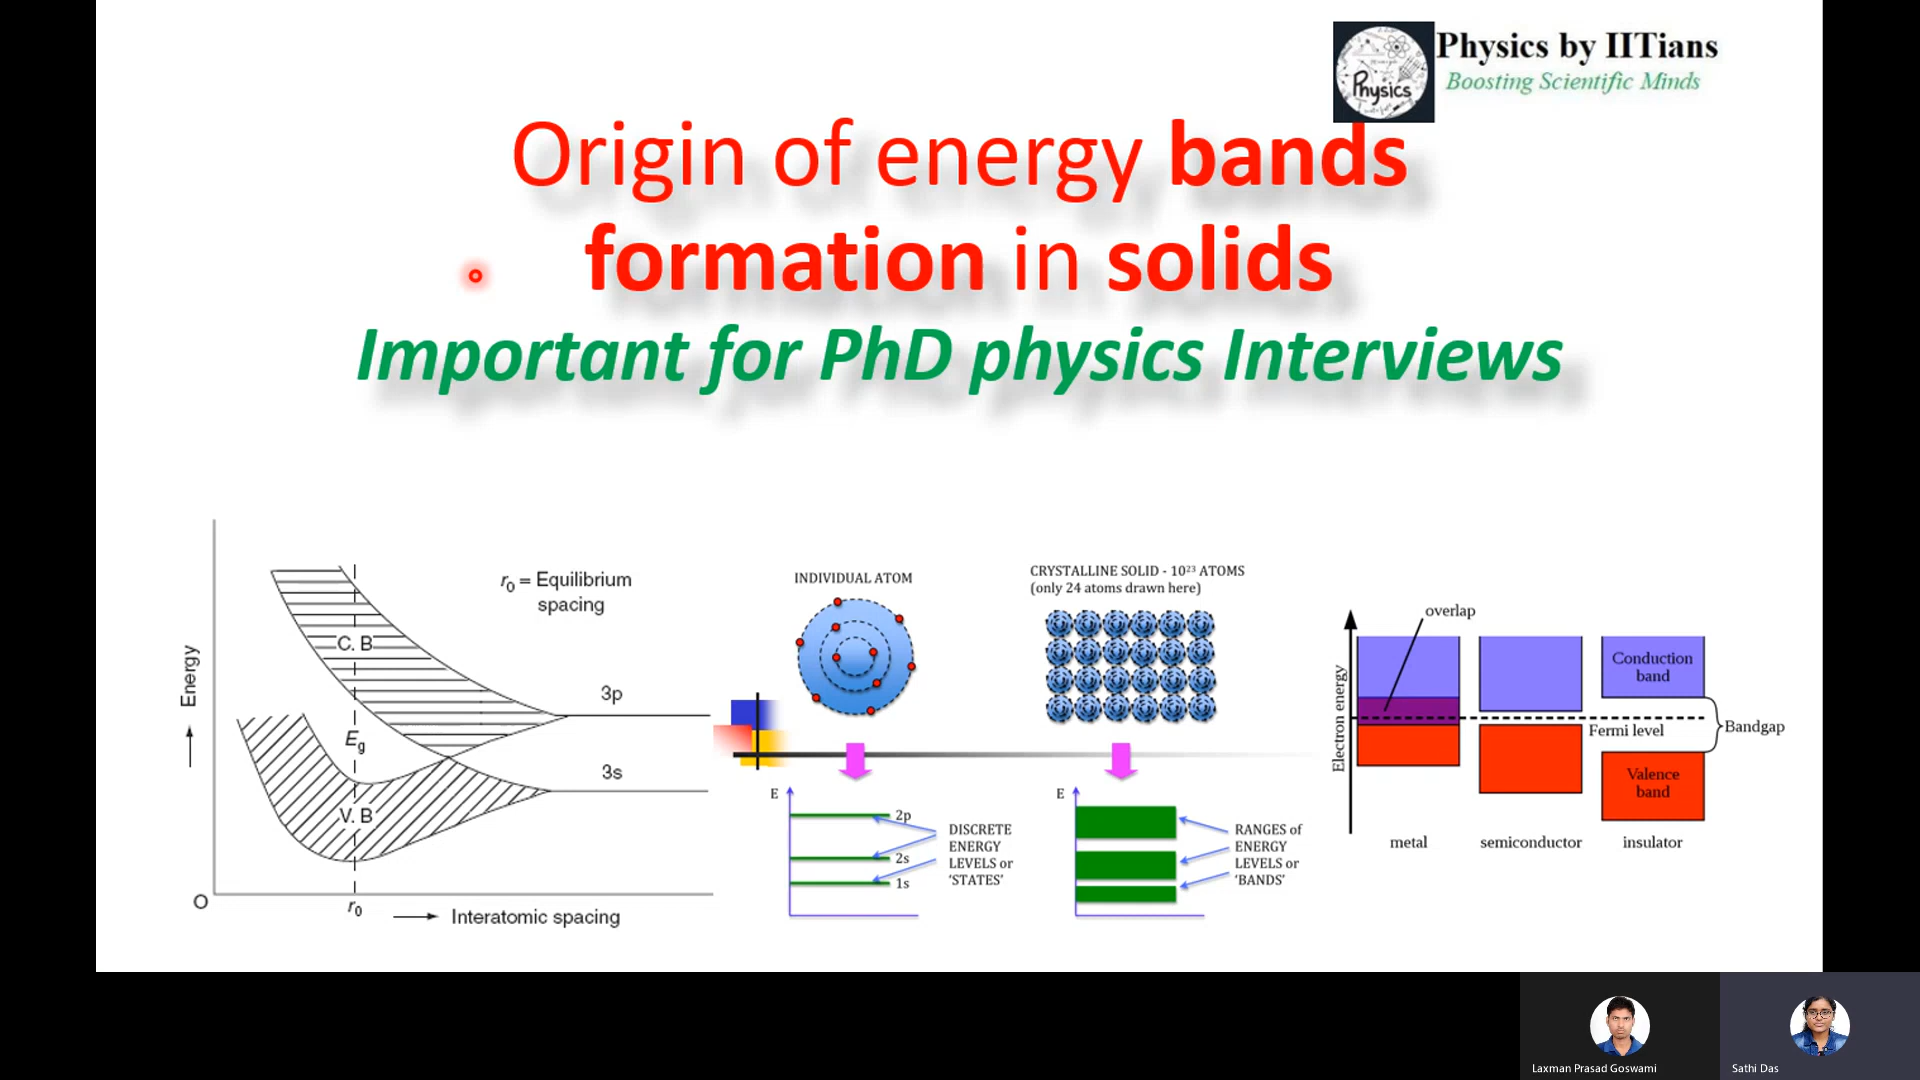 Physics
Physics by IITians
Boosting Scientific Minds
Origin of energy bands
formation in solids
Important for PhD physics Interviews
Energy
r₀ = Equilibrium
spacing
C. B
3p
E_g
3s
V. B
O
r₀
Interatomic spacing
INDIVIDUAL ATOM
E
2p
2s
1s
DISCRETE
ENERGY
LEVELS or
‘STATES’
CRYSTALLINE SOLID - 10²³ ATOMS
(only 24 atoms drawn here)
E
RANGES of
ENERGY
LEVELS or
‘BANDS’
Electron energy
overlap
Conduction
band
Fermi level
Bandgap
Valence
band
metal
semiconductor
insulator
Laxman Prasad Goswami
Sathi Das